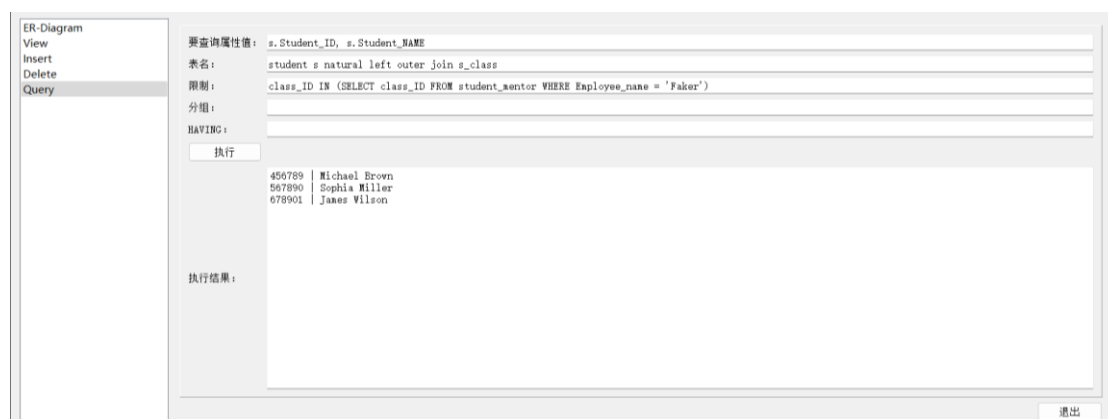 ER-Diagram
View
Insert
Delete
Query
要查询属性值： s.Student_ID, s.Student_NAME
表名： student s natural left outer join s_class
限制： class_ID IN (SELECT class_ID FROM student_mentor WHERE Employee_name = 'Faker')
分组：
HAVING：
执行
456789 | Michael Brown
567890 | Sophia Miller
678901 | James Wilson
执行结果：
退出